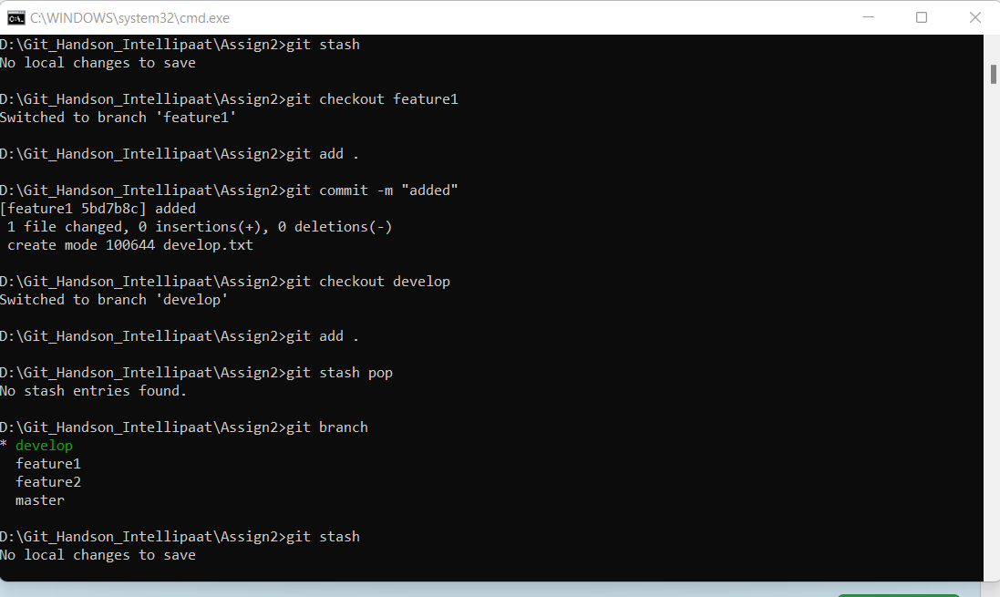 C:\WINDOWS\system32\cmd.exe
D:\Git_Handson_Intellipaat\Assign2>git stash
No local changes to save
D:\Git_Handson_Intellipaat\Assign2>git checkout feature1
Switched to branch 'feature1'
D:\Git_Handson_Intellipaat\Assign2>git add .
D:\Git_Handson_Intellipaat\Assign2>git commit -m "added"
[feature1 5bd7b8c] added
 1 file changed, 0 insertions(+), 0 deletions(-)
 create mode 100644 develop.txt
D:\Git_Handson_Intellipaat\Assign2>git checkout develop
Switched to branch 'develop'
D:\Git_Handson_Intellipaat\Assign2>git add .
D:\Git_Handson_Intellipaat\Assign2>git stash pop
No stash entries found.
D:\Git_Handson_Intellipaat\Assign2>git branch
* develop
  feature1
  feature2
  master
D:\Git_Handson_Intellipaat\Assign2>git stash
No local changes to save